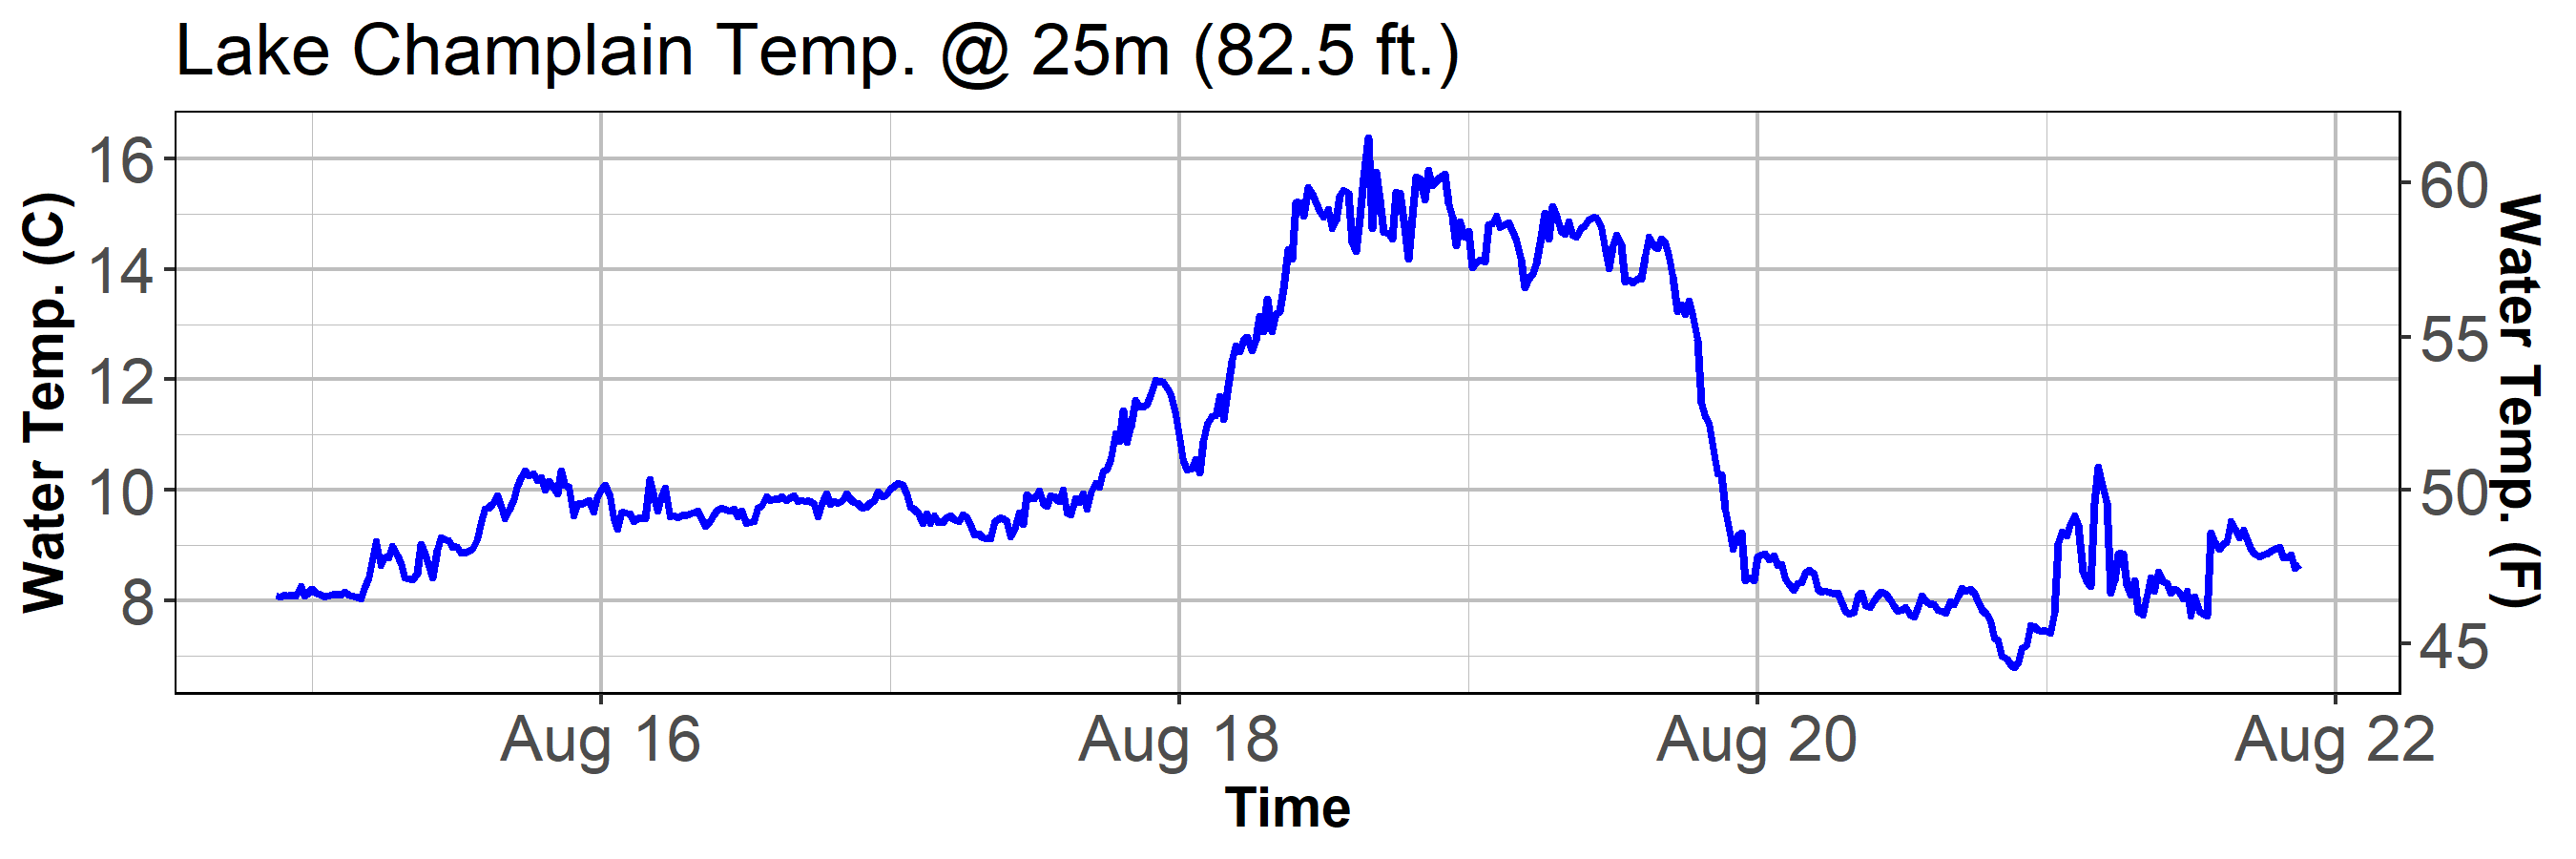 Lake Champlain Temp. @ 25m (82.5 ft.)
Water Temp. (C)
16
14
12
10
8
60
55
50
45
Water Temp. (F)
Aug 16
Aug 18
Aug 20
Aug 22
Time